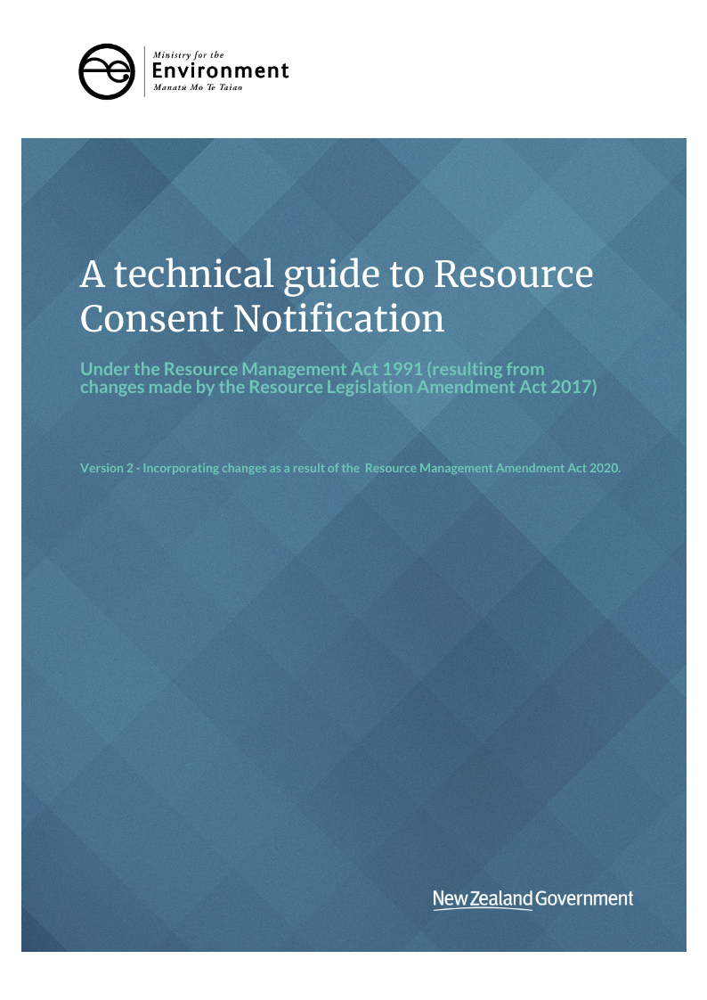 Ministry for the
Environment
Manatū Mō Te Taiao
A technical guide to Resource
Consent Notification
Under the Resource Management Act 1991 (resulting from
changes made by the Resource Legislation Amendment Act 2017)
Version 2 - Incorporating changes as a result of the Resource Management Amendment Act 2020.
New Zealand Government